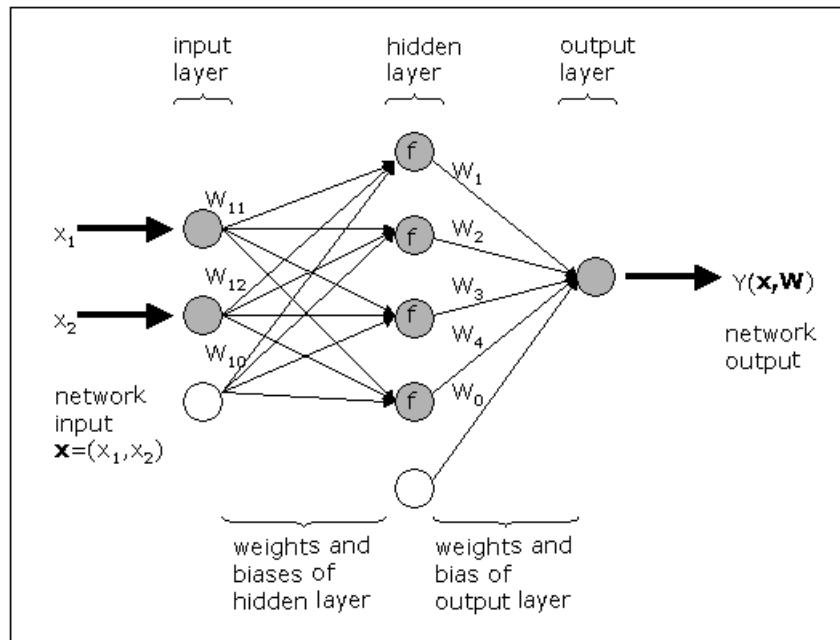 input
layer
hidden
layer
output
layer
f
W₁
W₁₁
x₁
f
W₂
Y(x,W)
W₁₂
x₂
f
W₃
network
output
W₁₀
W₄
network
input
x=(x₁,x₂)
f
W₀
weights and
biases of
hidden layer
weights and
bias of
output layer